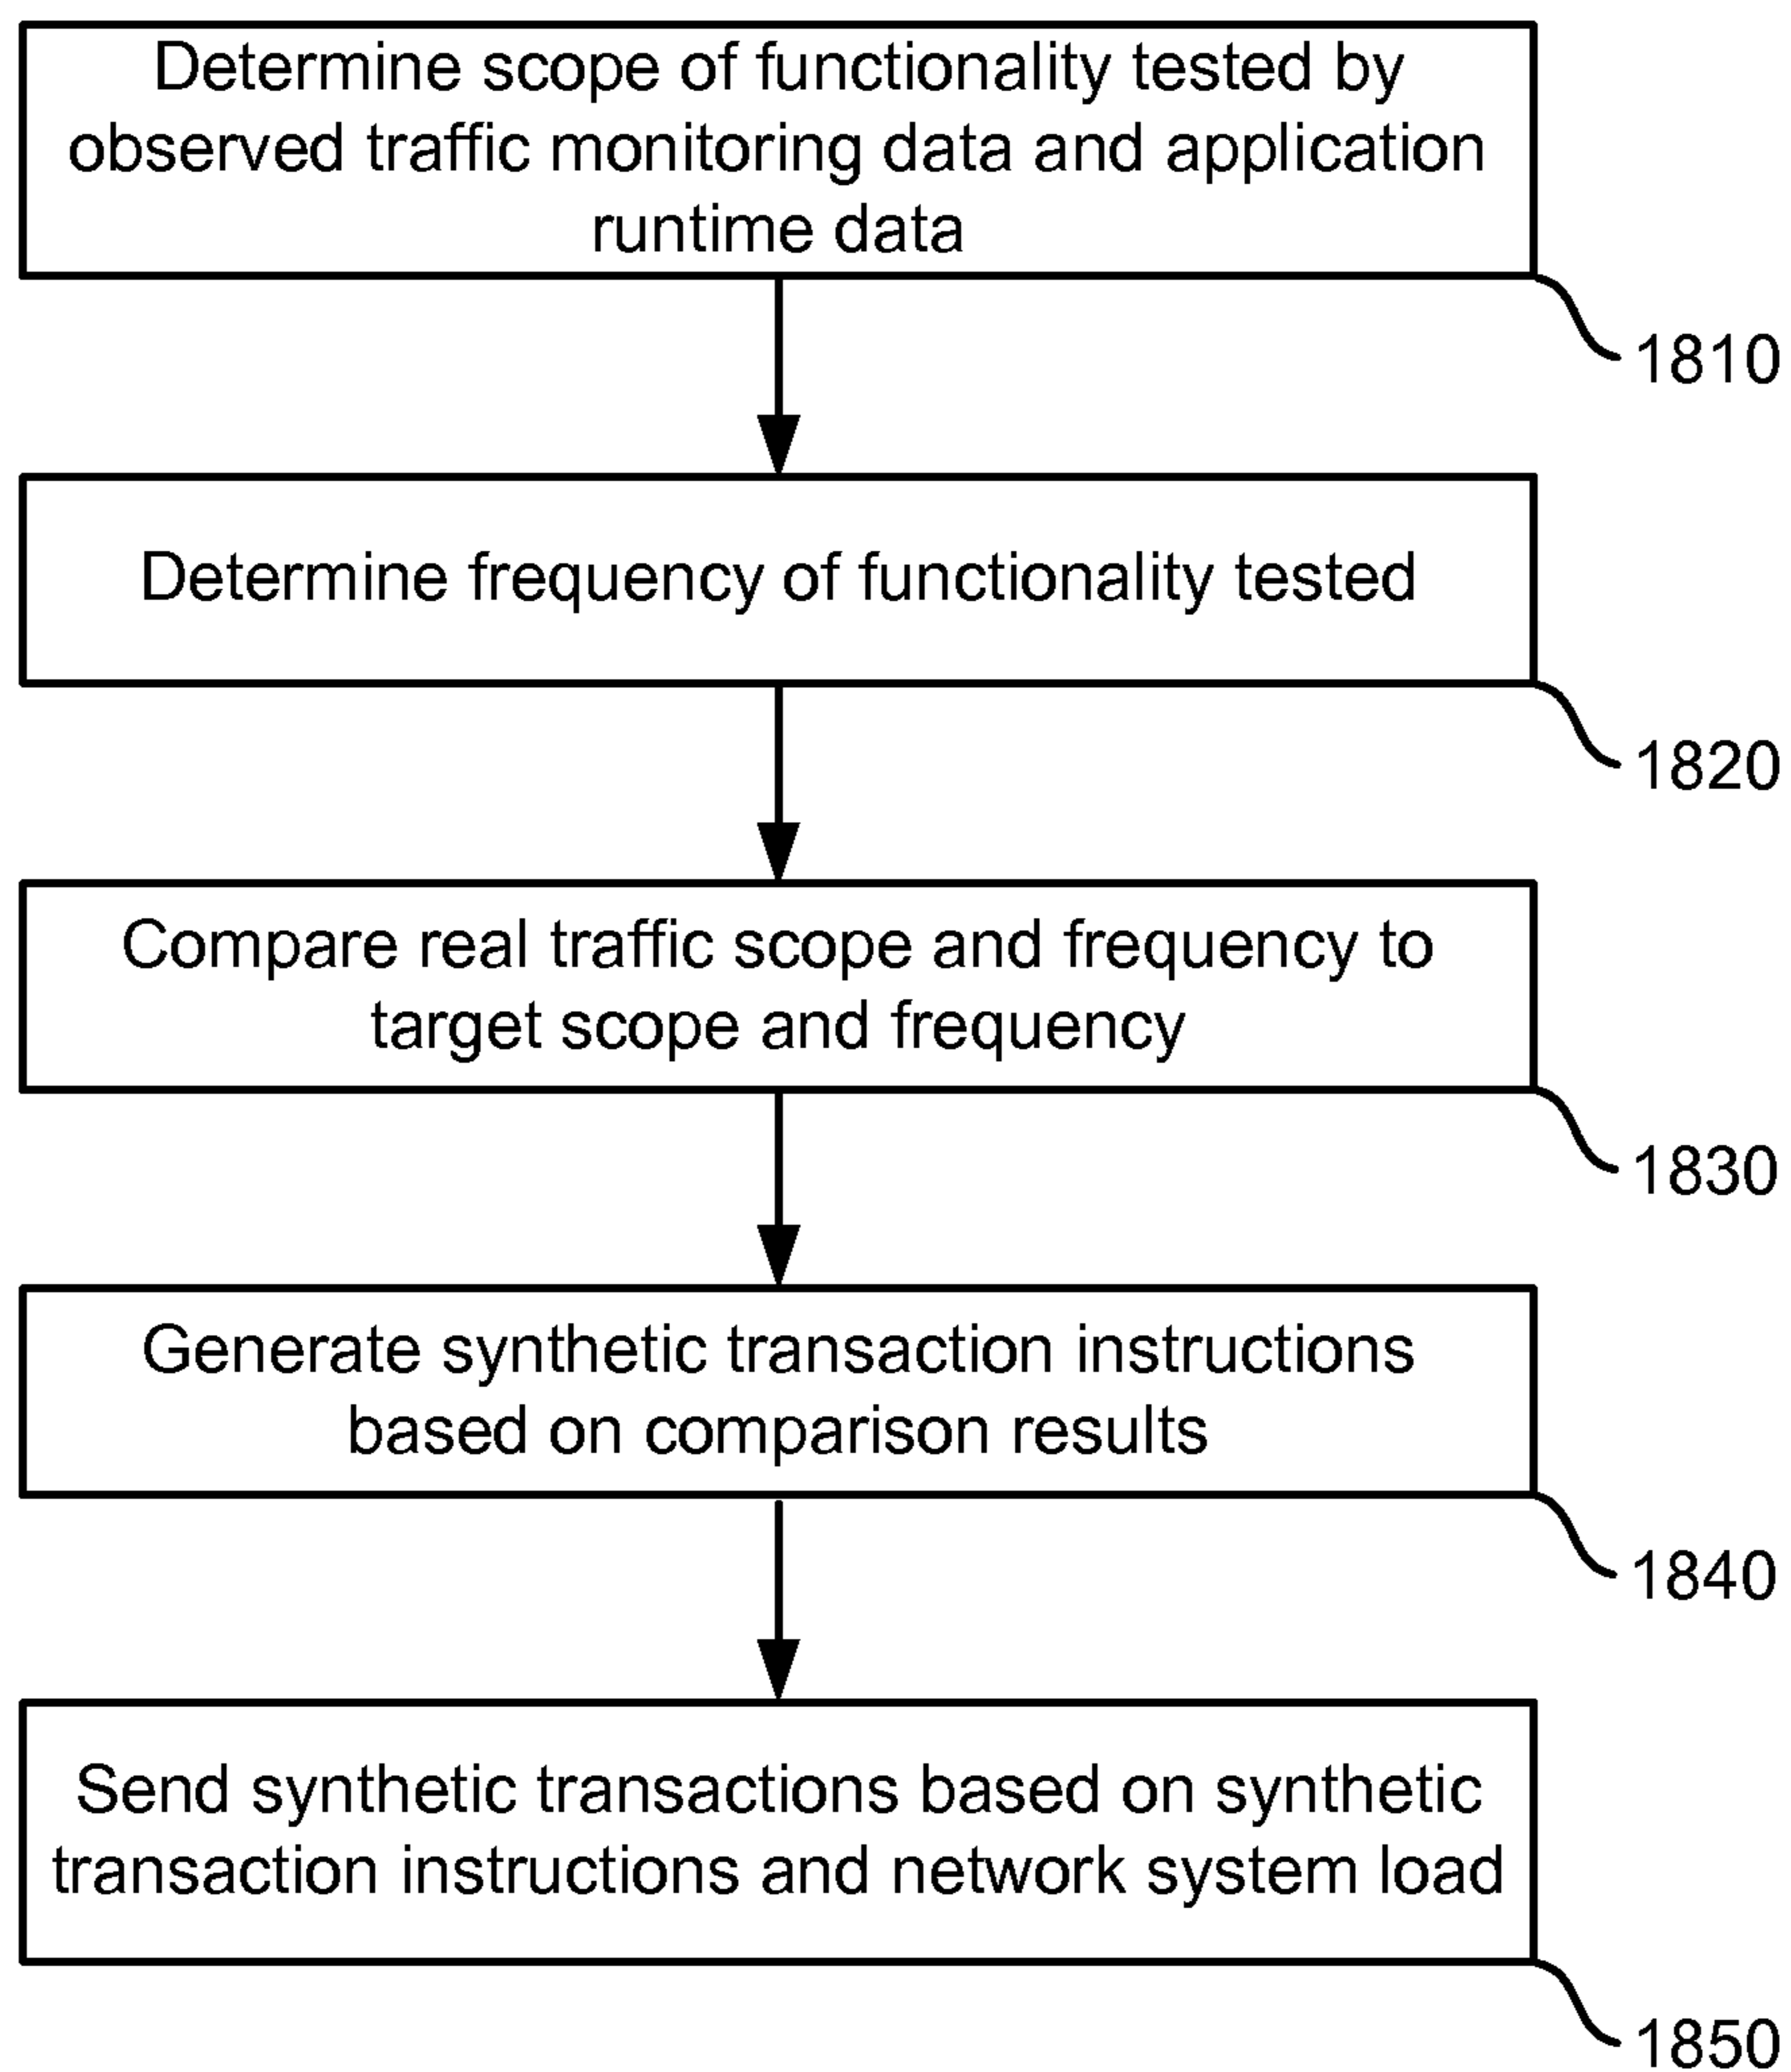 Determine scope of functionality tested by
observed traffic monitoring data and application
runtime data
1810
Determine frequency of functionality tested
1820
Compare real traffic scope and frequency to
target scope and frequency
1830
Generate synthetic transaction instructions
based on comparison results
1840
Send synthetic transactions based on synthetic
transaction instructions and network system load
1850